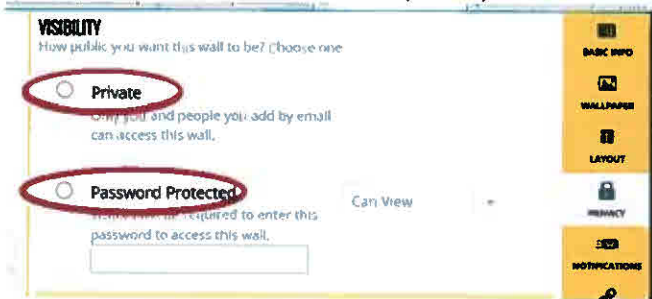 VISIBILITY
How public you want this wall to be? Choose one
Private
Only you and people you add by email
can access this wall.
Password Protected
Can View
required to enter this
password to access this wall.
BASIC INFO
WALLPAPER
LAYOUT
PRIVACY
NOTIFICATIONS